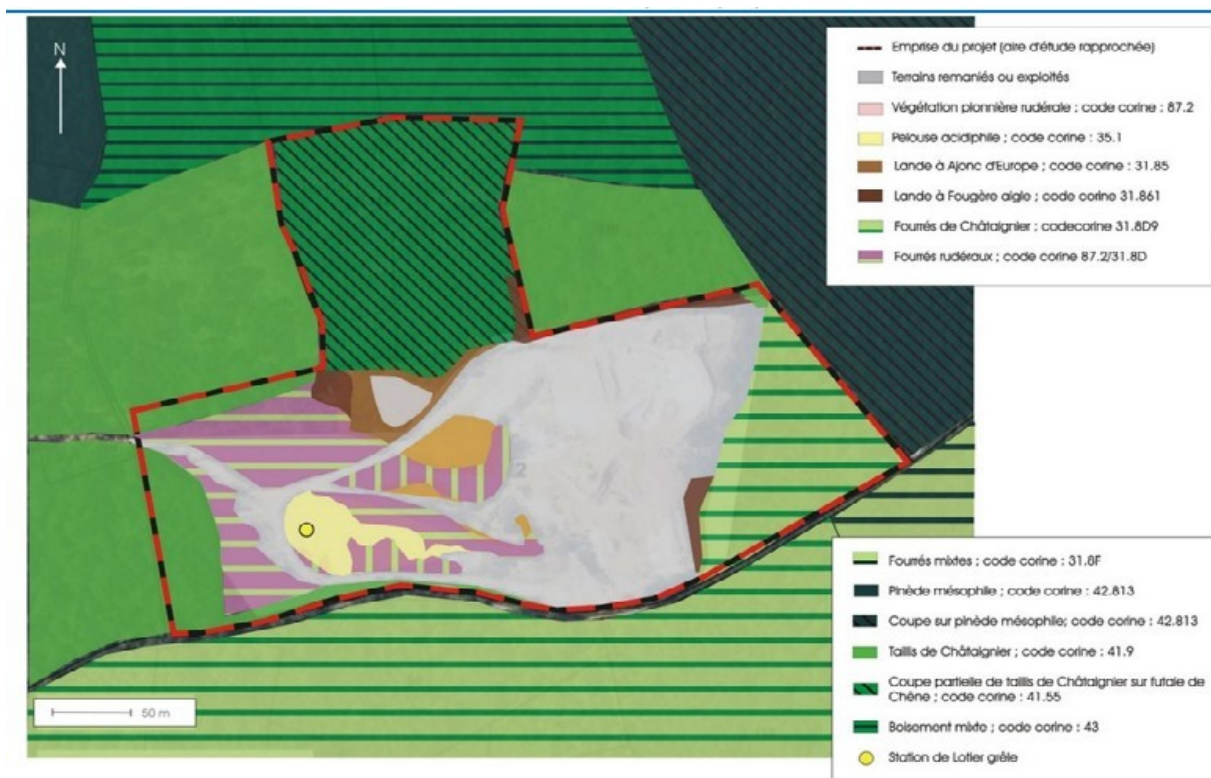 N
Emprise du projet (aire d'étude rapprochée)
Terrains remaniés ou exploités
Végétation pionnière rudérale ; code corine : 87.2
Pelouse acidiphile ; code corine : 35.1
Lande à Ajonc d'Europe ; code corine : 31.85
Lande à Fougère aigle ; code corine 31.861
Fourrés de Châtaignier ; codecorine 31.8D9
Fourrés rudéraux ; code corine 87.2/31.8D
2
Fourrés mixtes ; code corine : 31.8F
Pinède mésophile ; code corine : 42.813
Coupe sur pinède mésophile; code corine : 42.813
Taillis de Châtaignier ; code corine : 41.9
Coupe partielle de taillis de Châtaignier sur futaie de
Chêne ; code corine : 41.55
Boisement mixte ; code corine : 43
Station de Lotier grêle
50 m